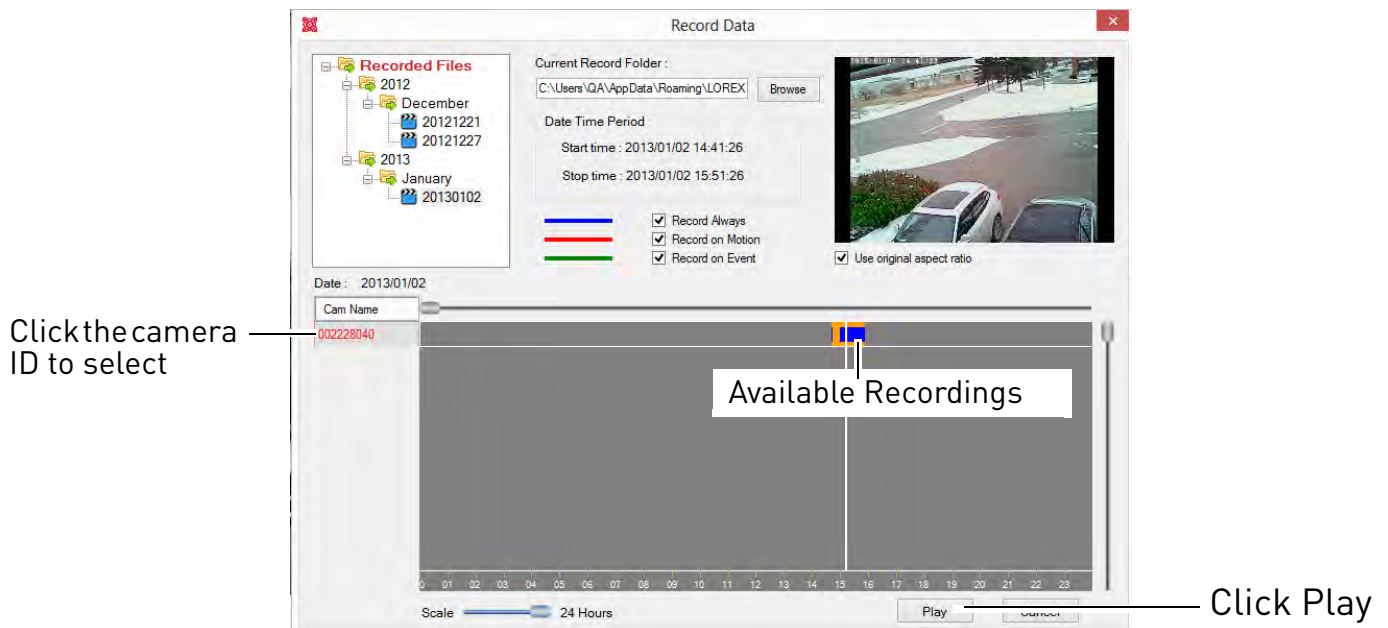 Record Data
Recorded Files
2012
December
20121221
20121227
2013
January
20130102
Current Record Folder :
C:\Users\QA\AppData\Roaming\LOREX
Browse
Date Time Period
Start time : 2013/01/02 14:41:26
Stop time : 2013/01/02 15:51:26
Record Always
Record on Motion
Record on Event
Use original aspect ratio
Date : 2013/01/02
Cam Name
002228040
Click the camera
ID to select
Available Recordings
0 01 02 03 04 05 06 07 08 09 10 11 12 13 14 15 16 17 18 19 20 21 22 23
Scale 24 Hours
Play
Cancel
Click Play